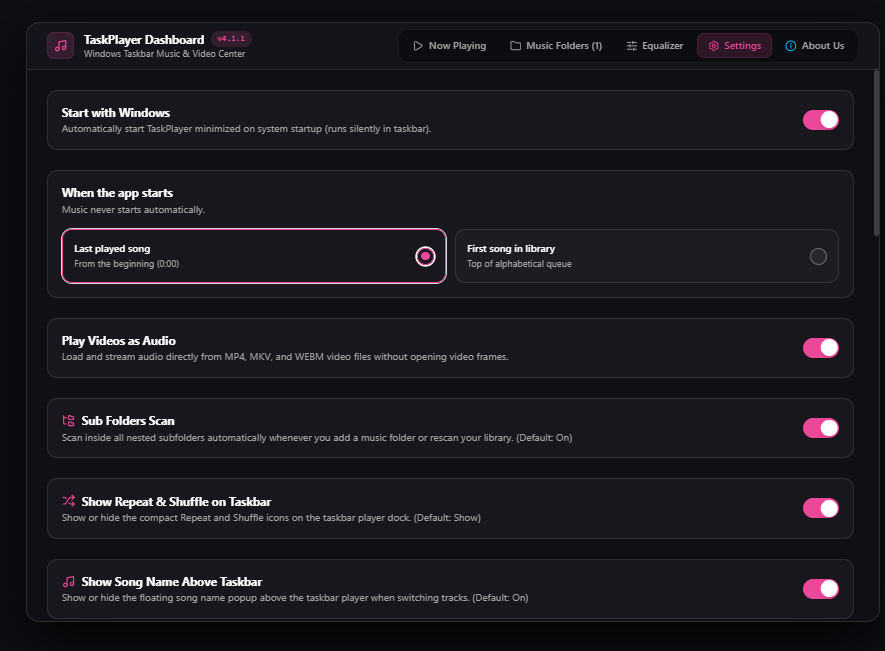 TaskPlayer Dashboard v4.1.1
Windows Taskbar Music & Video Center
Now Playing
Music Folders (1)
Equalizer
Settings
About Us
Start with Windows
Automatically start TaskPlayer minimized on system startup (runs silently in taskbar).
When the app starts
Music never starts automatically.
Last played song
From the beginning (0:00)
First song in library
Top of alphabetical queue
Play Videos as Audio
Load and stream audio directly from MP4, MKV, and WEBM video files without opening video frames.
Sub Folders Scan
Scan inside all nested subfolders automatically whenever you add a music folder or rescan your library. (Default: On)
Show Repeat & Shuffle on Taskbar
Show or hide the compact Repeat and Shuffle icons on the taskbar player dock. (Default: Show)
Show Song Name Above Taskbar
Show or hide the floating song name popup above the taskbar player when switching tracks. (Default: On)